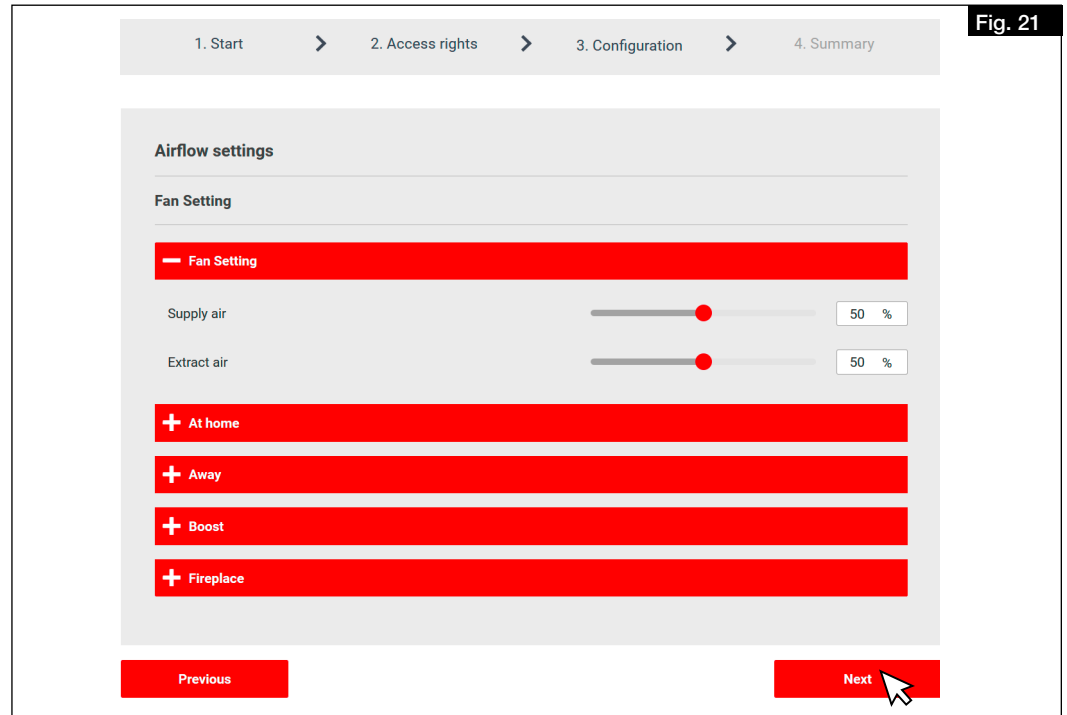 Fig. 21
1. Start 2. Access rights 3. Configuration 4. Summary
Airflow settings
Fan Setting
Fan Setting
Supply air 50 %
Extract air 50 %
At home
Away
Boost
Fireplace
Previous Next